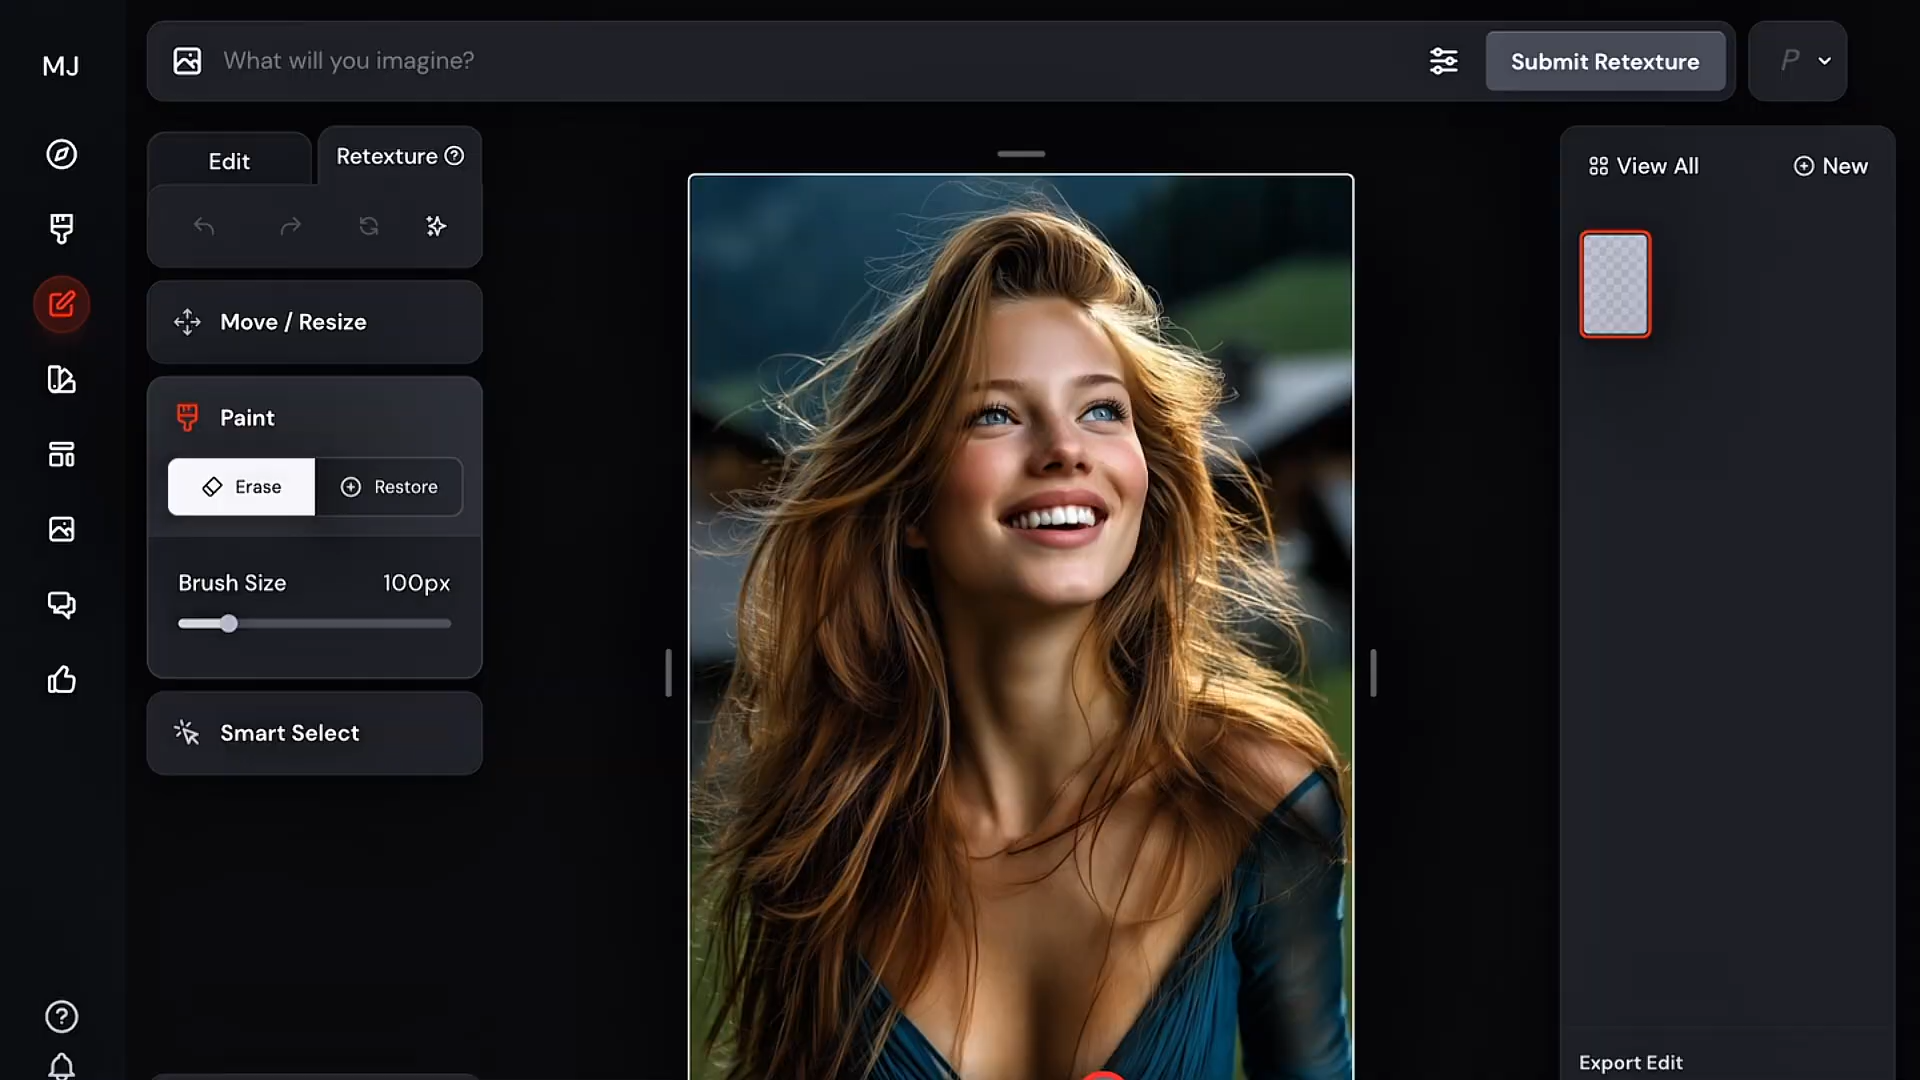 MJ
What will you imagine?
Submit Retexture
P
Edit
Retexture
View All
New
Move / Resize
Paint
Erase
Restore
Brush Size
100px
Smart Select
Export Edit